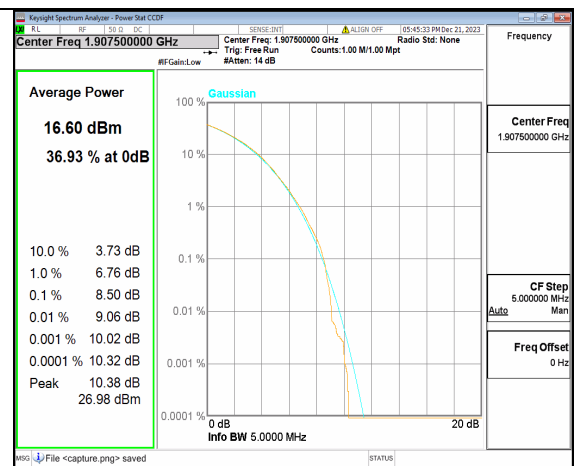 Keysight Spectrum Analyzer - Power Stat CCDF
RL RF 50 Ω DC SENSE:INT ALIGN OFF 05:45:33 PM Dec 21, 2023
Center Freq 1.907500000 GHz
Center Freq: 1.907500000 GHz Radio Std: None
Trig: Free Run Counts:1.00 M/1.00 Mpt
#IFGain:Low #Atten: 14 dB
Frequency
Average Power
16.60 dBm
36.93 % at 0dB
10.0 % 3.73 dB
1.0 % 6.76 dB
0.1 % 8.50 dB
0.01 % 9.06 dB
0.001 % 10.02 dB
0.0001 % 10.32 dB
Peak 10.38 dB
26.98 dBm
Gaussian
100 %
10 %
1 %
0.1 %
0.01 %
0.001 %
0.0001 %
0 dB 20 dB
Info BW 5.0000 MHz
Center Freq
1.907500000 GHz
CF Step
5.000000 MHz
Auto Man
Freq Offset
0 Hz
MSG File <capture.png> saved STATUS